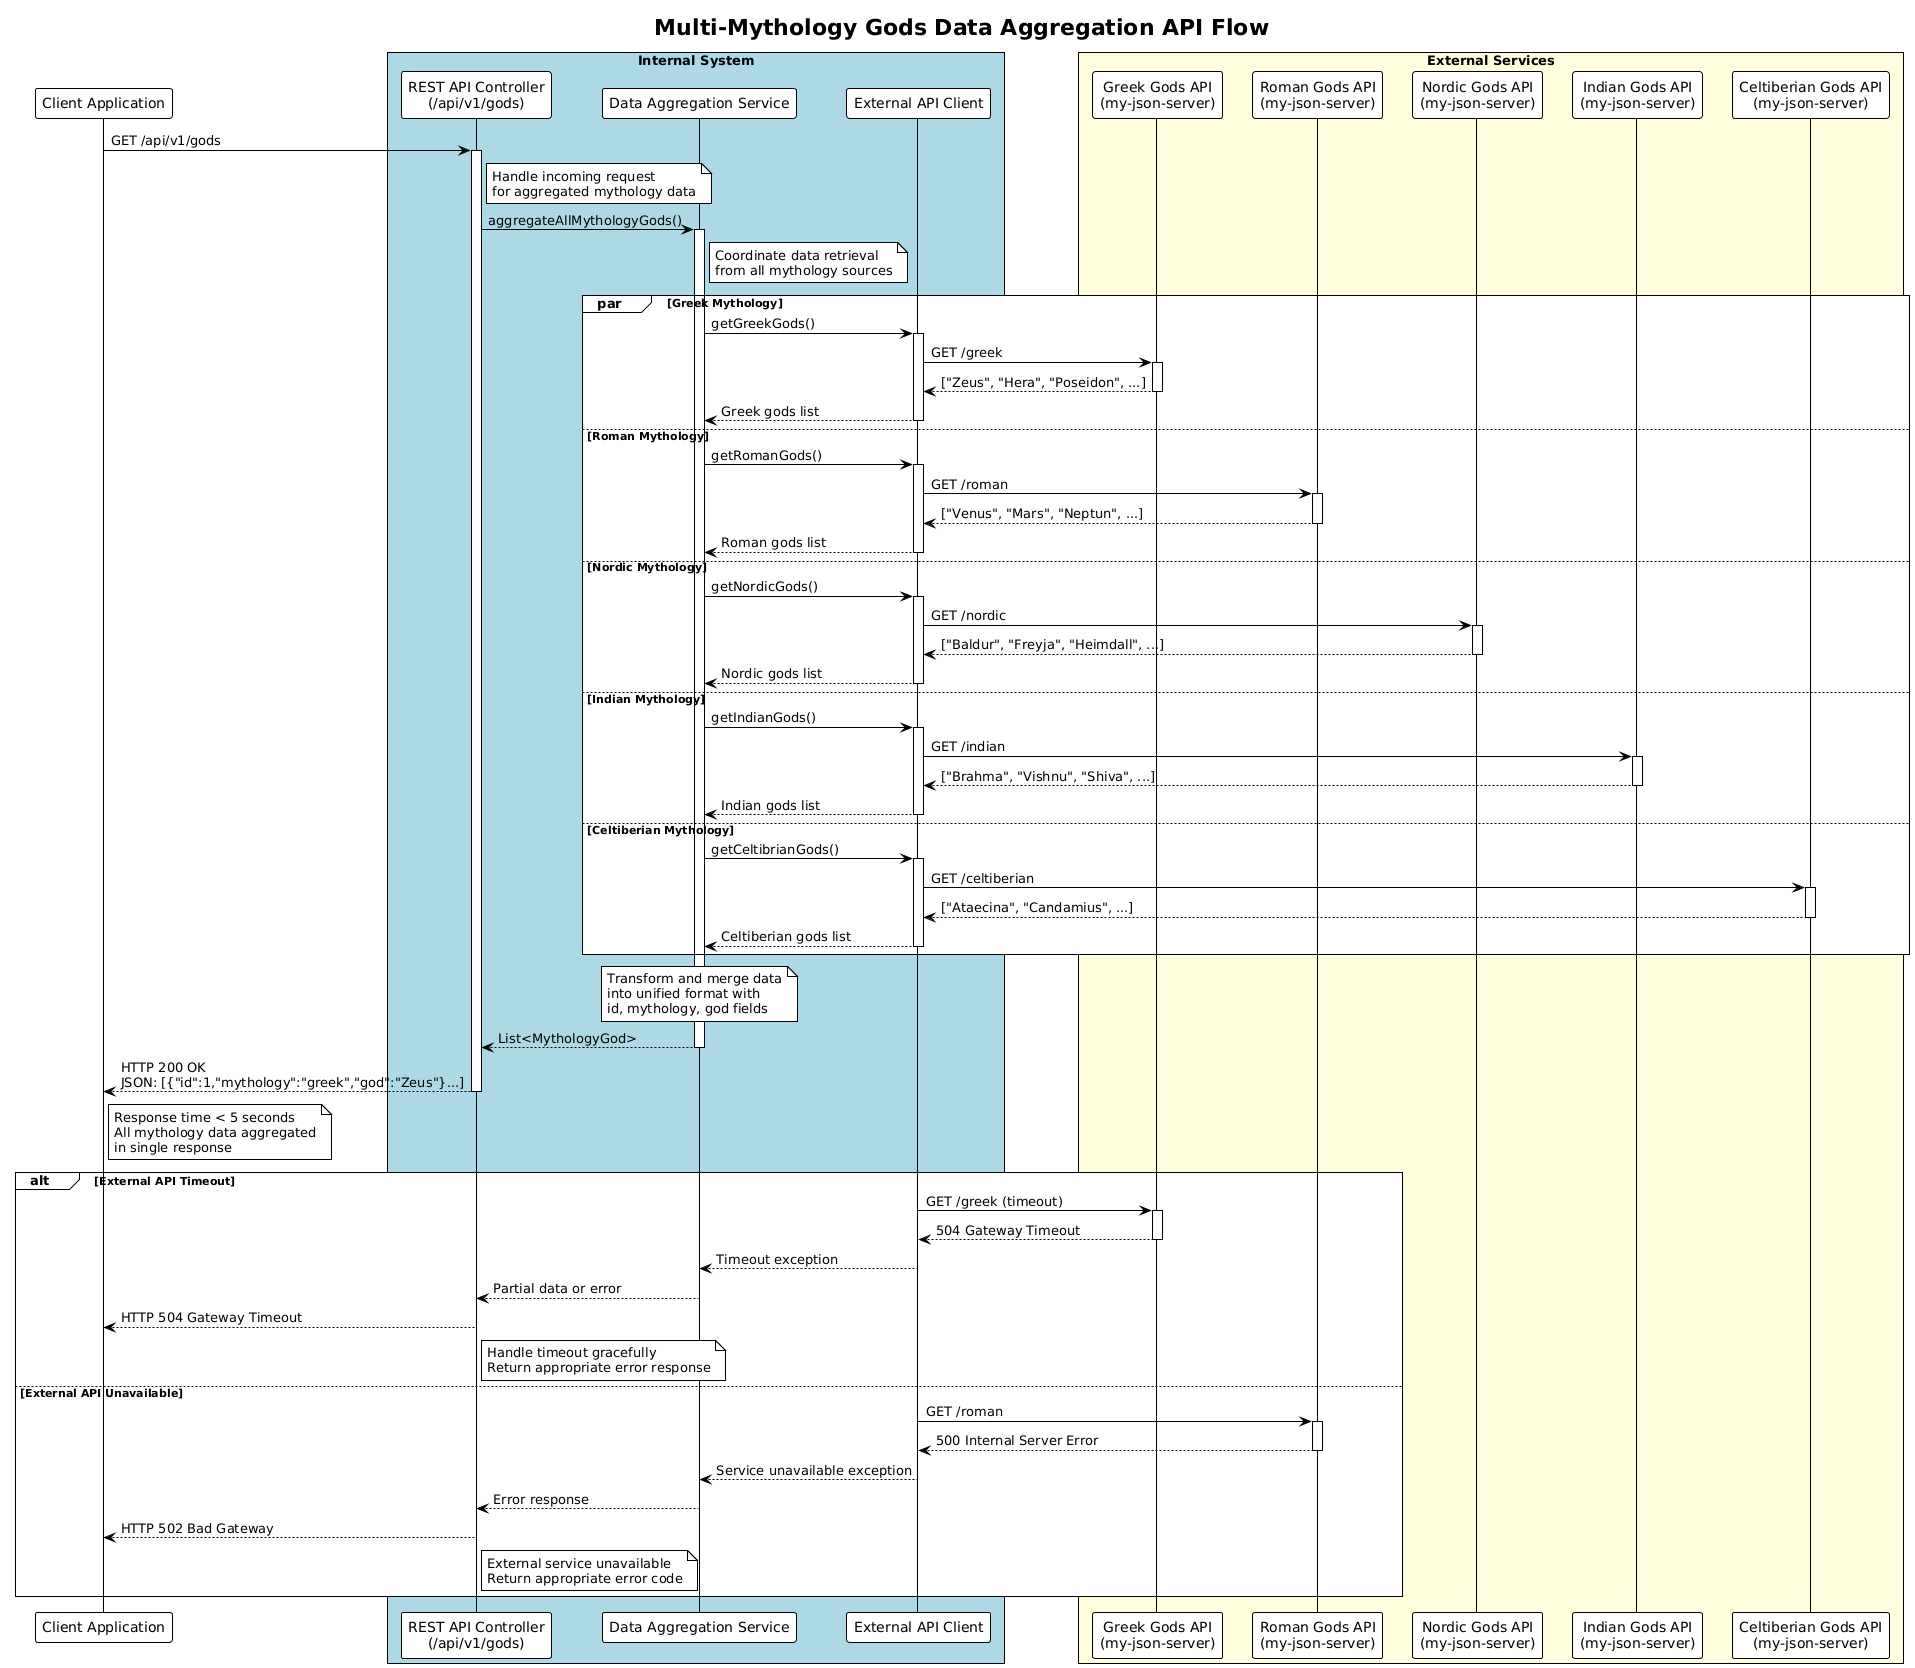 Multi-Mythology Gods Data Aggregation API Flow
Internal System
External Services
Client Application
REST API Controller
(/api/v1/gods)
Data Aggregation Service
External API Client
Greek Gods API
(my-json-server)
Roman Gods API
(my-json-server)
Nordic Gods API
(my-json-server)
Indian Gods API
(my-json-server)
Celtiberian Gods API
(my-json-server)
GET /api/v1/gods
Handle incoming request
for aggregated mythology data
aggregateAllMythologyGods()
Coordinate data retrieval
from all mythology sources
par [Greek Mythology]
getGreekGods()
GET /greek
["Zeus", "Hera", "Poseidon", ...]
Greek gods list
[Roman Mythology]
getRomanGods()
GET /roman
["Venus", "Mars", "Neptun", ...]
Roman gods list
[Nordic Mythology]
getNordicGods()
GET /nordic
["Baldur", "Freyja", "Heimdall", ...]
Nordic gods list
[Indian Mythology]
getIndianGods()
GET /indian
["Brahma", "Vishnu", "Shiva", ...]
Indian gods list
[Celtiberian Mythology]
getCeltibrianGods()
GET /celtiberian
["Ataecina", "Candamius", ...]
Celtiberian gods list
Transform and merge data
into unified format with
id, mythology, god fields
List<MythologyGod>
HTTP 200 OK
JSON: [{"id":1,"mythology":"greek","god":"Zeus"}...]
Response time < 5 seconds
All mythology data aggregated
in single response
alt [External API Timeout]
GET /greek (timeout)
504 Gateway Timeout
Timeout exception
Partial data or error
HTTP 504 Gateway Timeout
Handle timeout gracefully
Return appropriate error response
[External API Unavailable]
GET /roman
500 Internal Server Error
Service unavailable exception
Error response
HTTP 502 Bad Gateway
External service unavailable
Return appropriate error code
Client Application
REST API Controller
(/api/v1/gods)
Data Aggregation Service
External API Client
Greek Gods API
(my-json-server)
Roman Gods API
(my-json-server)
Nordic Gods API
(my-json-server)
Indian Gods API
(my-json-server)
Celtiberian Gods API
(my-json-server)